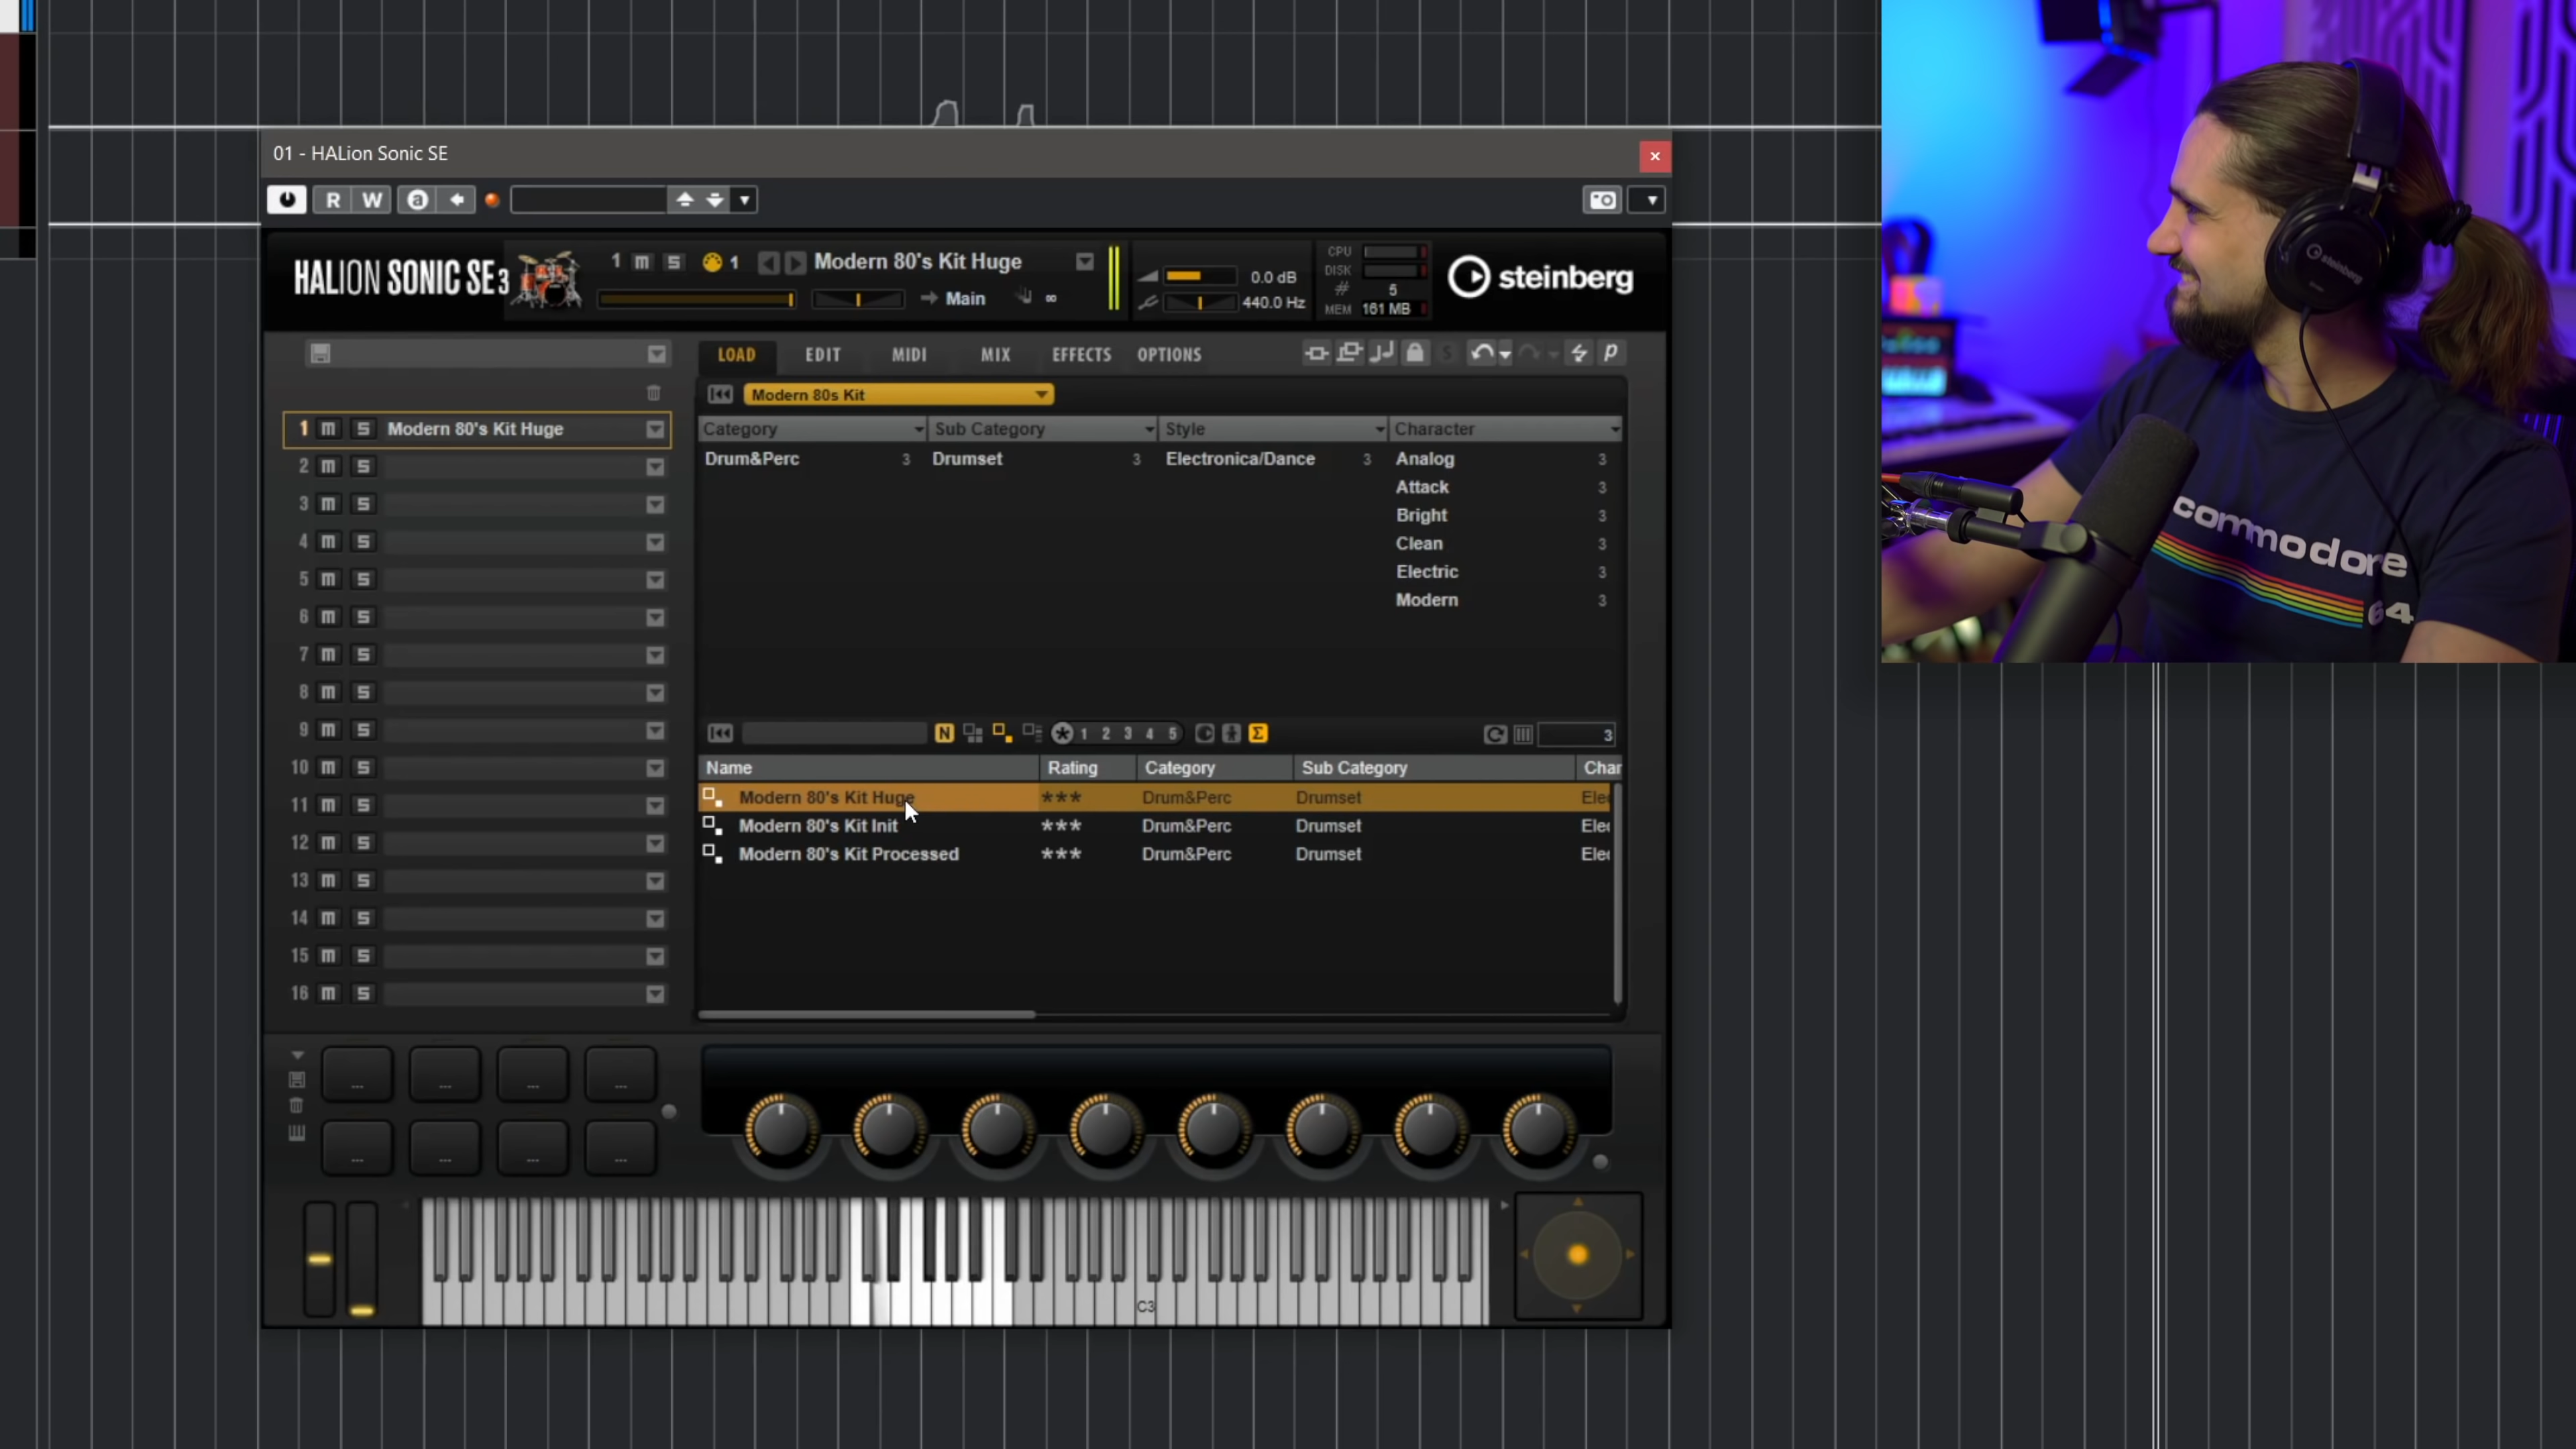 01 - HALion Sonic SE
R W a
HALION SONIC SE 3
1 m S 1 Modern 80's Kit Huge
Main ∞
0.0 dB
440.0 Hz
CPU
DISK
# 5
MEM 161 MB
steinberg
LOAD EDIT MIDI MIX EFFECTS OPTIONS
S p
Modern 80s Kit
Category Sub Category Style Character
Drum&Perc 3 Drumset 3 Electronica/Dance 3 Analog 3
Attack 3
Bright 3
Clean 3
Electric 3
Modern 3
1 m S Modern 80's Kit Huge
2 m S
3 m S
4 m S
5 m S
6 m S
7 m S
8 m S
9 m S
10 m S
11 m S
12 m S
13 m S
14 m S
15 m S
16 m S
N * 1 2 3 4 5 Σ 3
Name Rating Category Sub Category Char
Modern 80's Kit Huge *** Drum&Perc Drumset Elec
Modern 80's Kit Init *** Drum&Perc Drumset Elec
Modern 80's Kit Processed *** Drum&Perc Drumset Elec
... ... ... ...
... ... ... ...
C3
steinberg
commodore
64